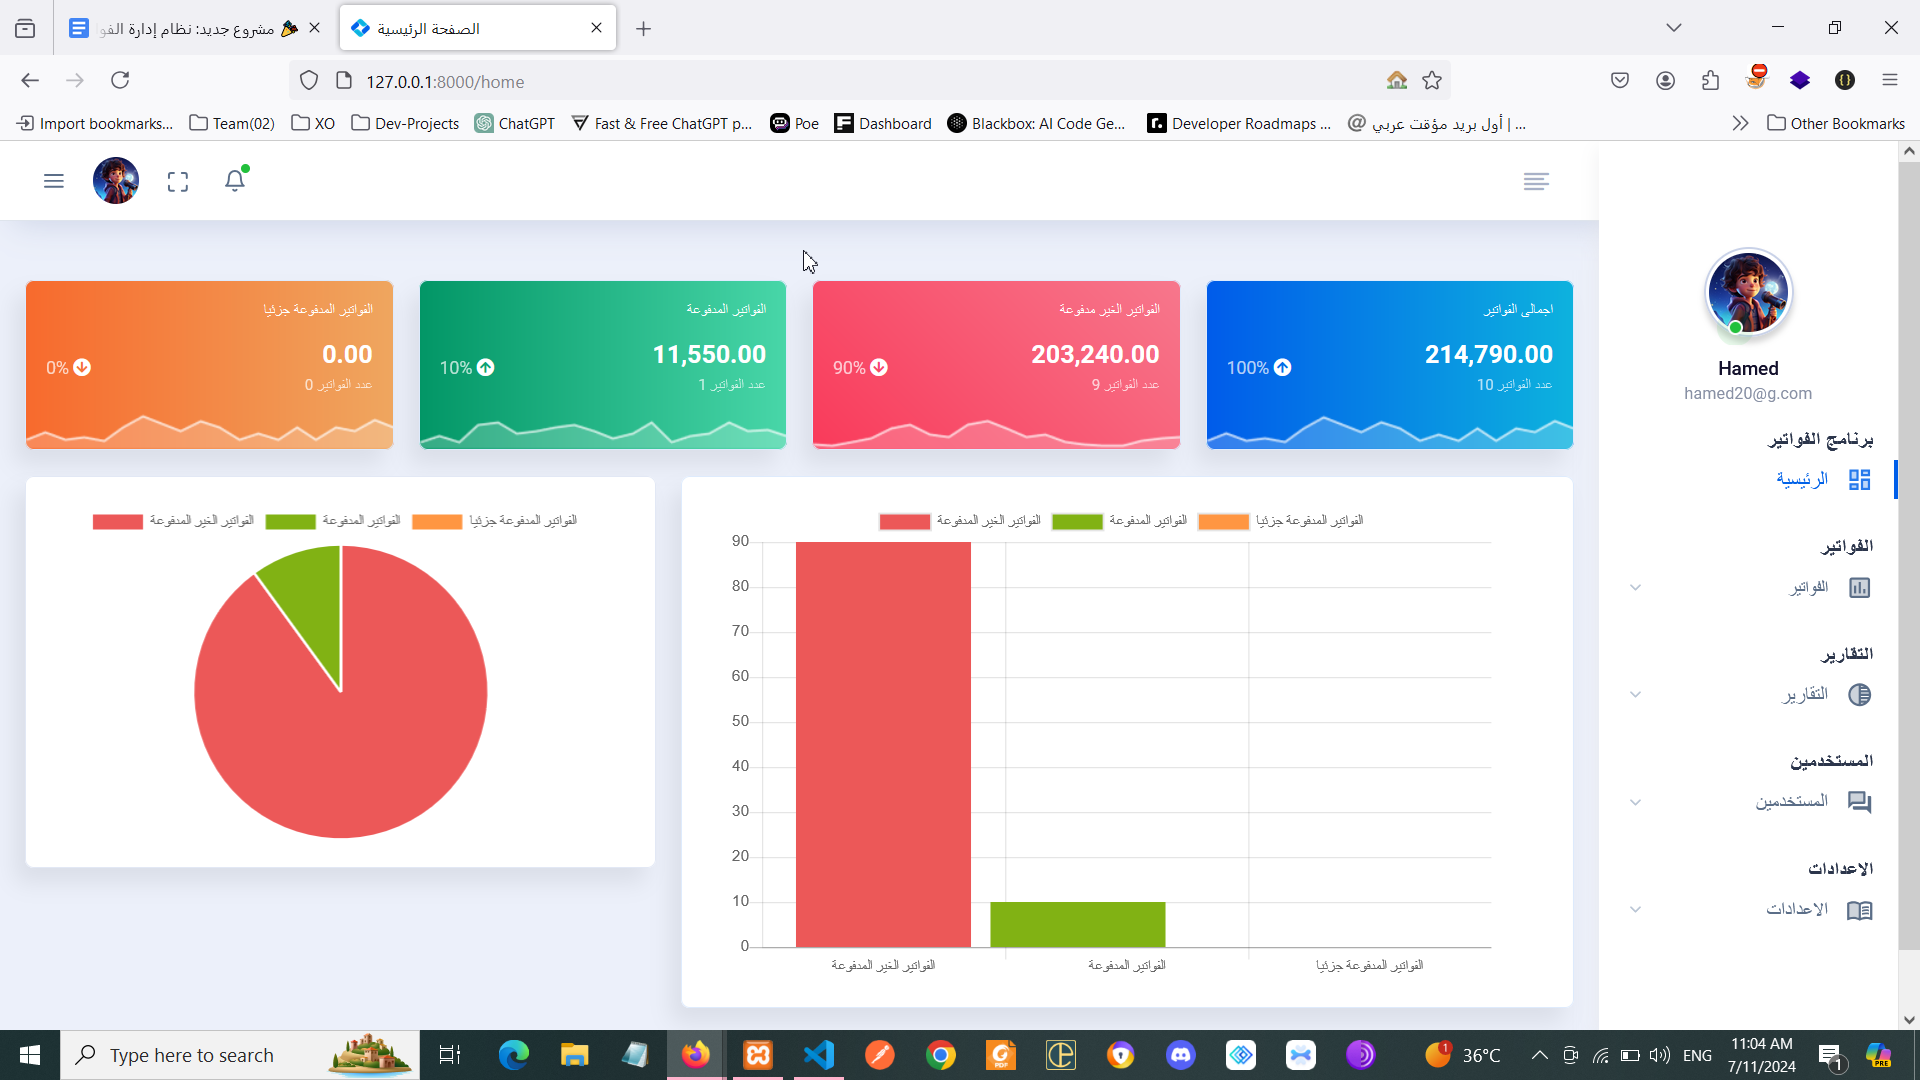 مشروع جديد: نظام إدارة الفو
الصفحة الرئيسية
127.0.0.1:8000/home
Import bookmarks...
Team(02)
XO
Dev-Projects
ChatGPT
Fast & Free ChatGPT p...
Poe
Dashboard
Blackbox: AI Code Ge...
Developer Roadmaps ...
أول بريد مؤقت عربي | ...
Other Bookmarks
اجمالى الفواتير
214,790.00
عدد الفواتير 10
100%
الفواتير الغير مدفوعة
203,240.00
عدد الفواتير 9
90%
الفواتير المدفوعة
11,550.00
عدد الفواتير 1
10%
الفواتير المدفوعة جزئيا
0.00
عدد الفواتير 0
0%
Hamed
hamed20@g.com
برنامج الفواتير
الرئيسية
الفواتير
الفواتير
التقارير
التقارير
المستخدمين
المستخدمين
الاعدادات
الاعدادات
الفواتير الغير المدفوعة
الفواتير المدفوعة
الفواتير المدفوعة جزئيا
90
80
70
60
50
40
30
20
10
0
الفواتير الغير المدفوعة
الفواتير المدفوعة
الفواتير المدفوعة جزئيا
الفواتير الغير المدفوعة
الفواتير المدفوعة
الفواتير المدفوعة جزئيا
Type here to search
1
36°C
ENG
11:04 AM
7/11/2024
1
PRE